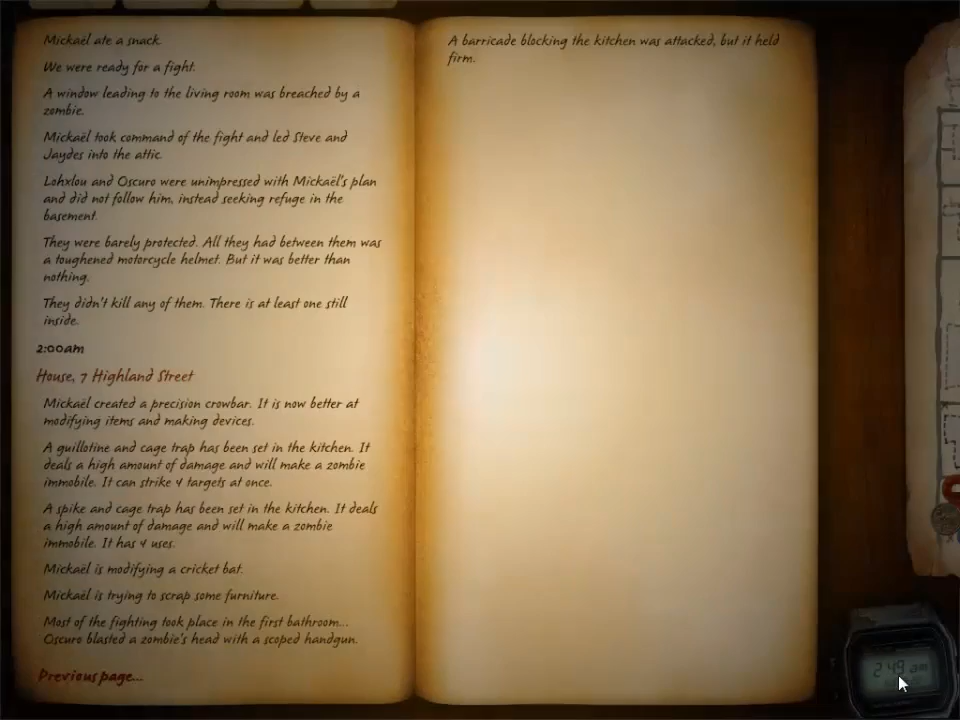 Mickaël ate a snack.
We were ready for a fight.
A window leading to the living room was breached by a
zombie.
Mickaël took command of the fight and led Steve and
Jaydes into the attic.
Lohxlou and Oscuro were unimpressed with Mickaël's plan
and did not follow him, instead seeking refuge in the
basement.
They were barely protected. All they had between them was
a toughened motorcycle helmet. But it was better than
nothing.
They didn't kill any of them. There is at least one still
inside.
2:00am
House, 7 Highland Street
Mickaël created a precision crowbar. It is now better at
modifying items and making devices.
A guillotine and cage trap has been set in the kitchen. It
deals a high amount of damage and will make a zombie
immobile. It can strike 4 targets at once.
A spike and cage trap has been set in the kitchen. It deals
a high amount of damage and will make a zombie
immobile. It has 4 uses.
Mickaël is modifying a cricket bat.
Mickaël is trying to scrap some furniture.
Most of the fighting took place in the first bathroom...
Oscuro blasted a zombie's head with a scoped handgun.
Previous page...
A barricade blocking the kitchen was attacked, but it held
firm.
2:49 am